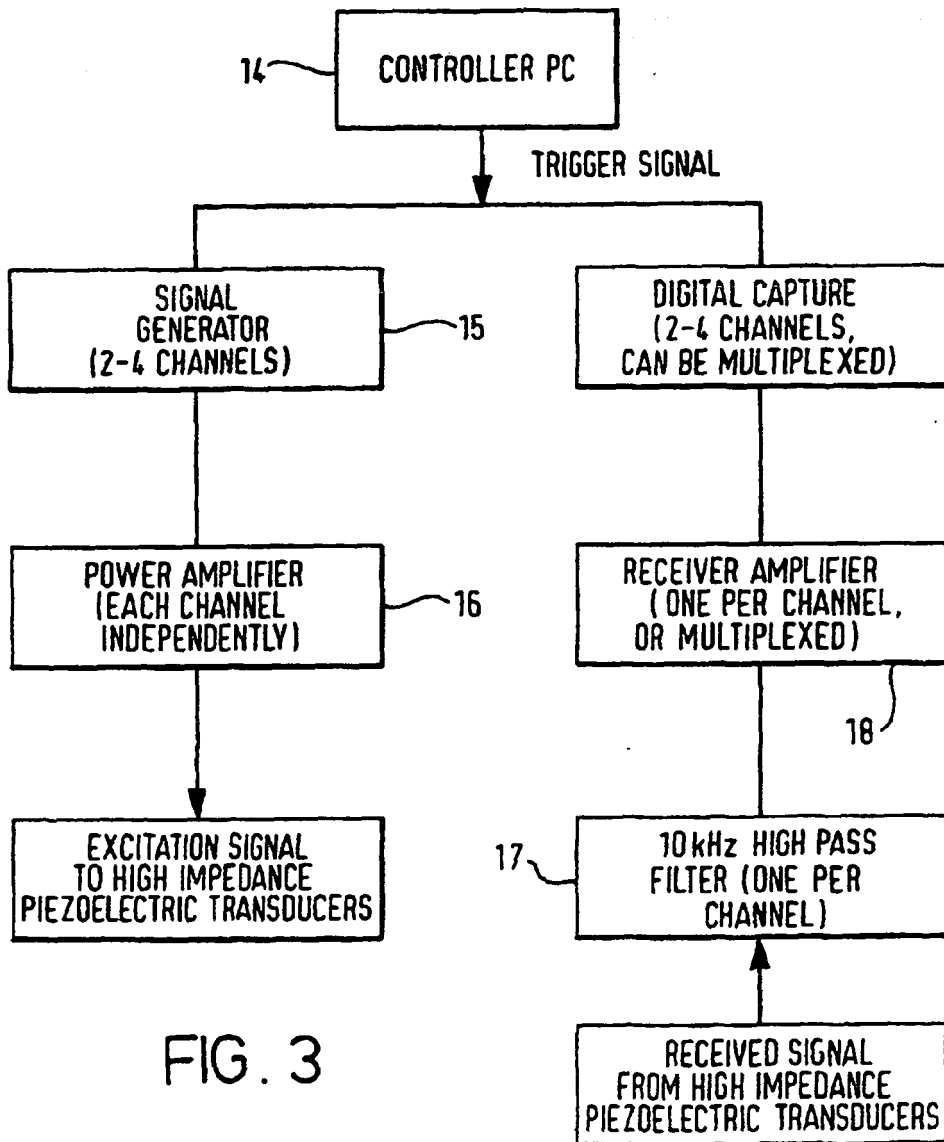 14
CONTROLLER PC
TRIGGER SIGNAL
SIGNAL
GENERATOR
(2-4 CHANNELS)
15
DIGITAL CAPTURE
(2-4 CHANNELS,
CAN BE MULTIPLEXED)
POWER AMPLIFIER
(EACH CHANNEL
INDEPENDENTLY)
16
RECEIVER AMPLIFIER
(ONE PER CHANNEL,
OR MULTIPLEXED)
18
EXCITATION SIGNAL
TO HIGH IMPEDANCE
PIEZOELECTRIC TRANSDUCERS
17
10kHz HIGH PASS
FILTER (ONE PER
CHANNEL)
RECEIVED SIGNAL
FROM HIGH IMPEDANCE
PIEZOELECTRIC TRANSDUCERS
FIG. 3